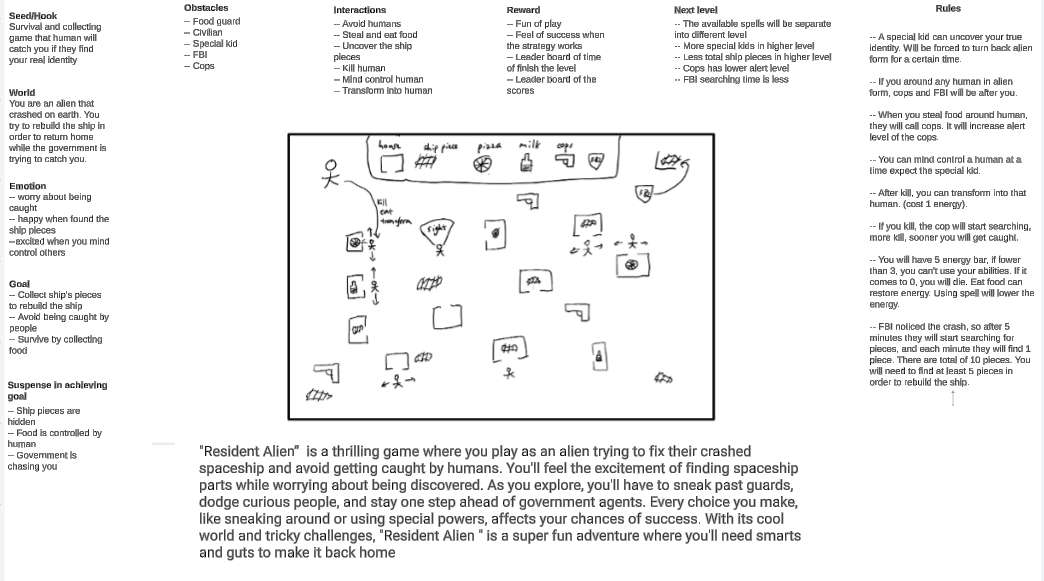 Seed/Hook
Survival and collecting
game that human will
catch you if they find
your real identity
World
You are an alien that
crashed on earth. You
try to rebuild the ship in
order to return home
while the government is
trying to catch you.
Emotion
-- worry about being
caught
-- happy when found the
ship pieces
--excited when you mind
control others
Goal
-- Collect ship's pieces
to rebuild the ship
-- Avoid being caught by
people
-- Survive by collecting
food
Suspense in achieving
goal
-- Ship pieces are
hidden
-- Food is controlled by
human
-- Government is
chasing you
Obstacles
-- Food guard
-- Civilian
-- Special kid
-- FBI
-- Cops
Interactions
-- Avoid humans
-- Steal and eat food
-- Uncover the ship
pieces
-- Kill human
-- Mind control human
-- Transform into human
Reward
-- Fun of play
-- Feel of success when
the strategy works
-- Leader board of time
of finish the level
-- Leader board of the
scores
Next level
-- The available spells will be separate
into different level
-- More special kids in higher level
-- Less total ship pieces in higher level
-- Cops has lower alert level
-- FBI searching time is less
Rules
-- A special kid can uncover your true
identity. Will be forced to turn back alien
form for a certain time.
-- If you around any human in alien
form, cops and FBI will be after you.
-- When you steal food around human,
they will call cops. It will increase alert
level of the cops.
-- You can mind control a human at a
time expect the special kid.
-- After kill, you can transform into that
human. (cost 1 energy).
-- If you kill, the cop will start searching,
more kill, sooner you will get caught.
-- You will have 5 energy bar, if lower
than 3, you can't use your abilities. If it
comes to 0, you will die. Eat food can
restore energy. Using spell will lower the
energy.
-- FBI noticed the crash, so after 5
minutes they will start searching for
pieces, and each minute they will find 1
piece. There are total of 10 pieces. You
will need to find at least 5 pieces in
order to rebuild the ship.
house ship piece pizza milk cops
kill
eat
transform
sight
"Resident Alien" is a thrilling game where you play as an alien trying to fix their crashed
spaceship and avoid getting caught by humans. You'll feel the excitement of finding spaceship
parts while worrying about being discovered. As you explore, you'll have to sneak past guards,
dodge curious people, and stay one step ahead of government agents. Every choice you make,
like sneaking around or using special powers, affects your chances of success. With its cool
world and tricky challenges, "Resident Alien " is a super fun adventure where you'll need smarts
and guts to make it back home